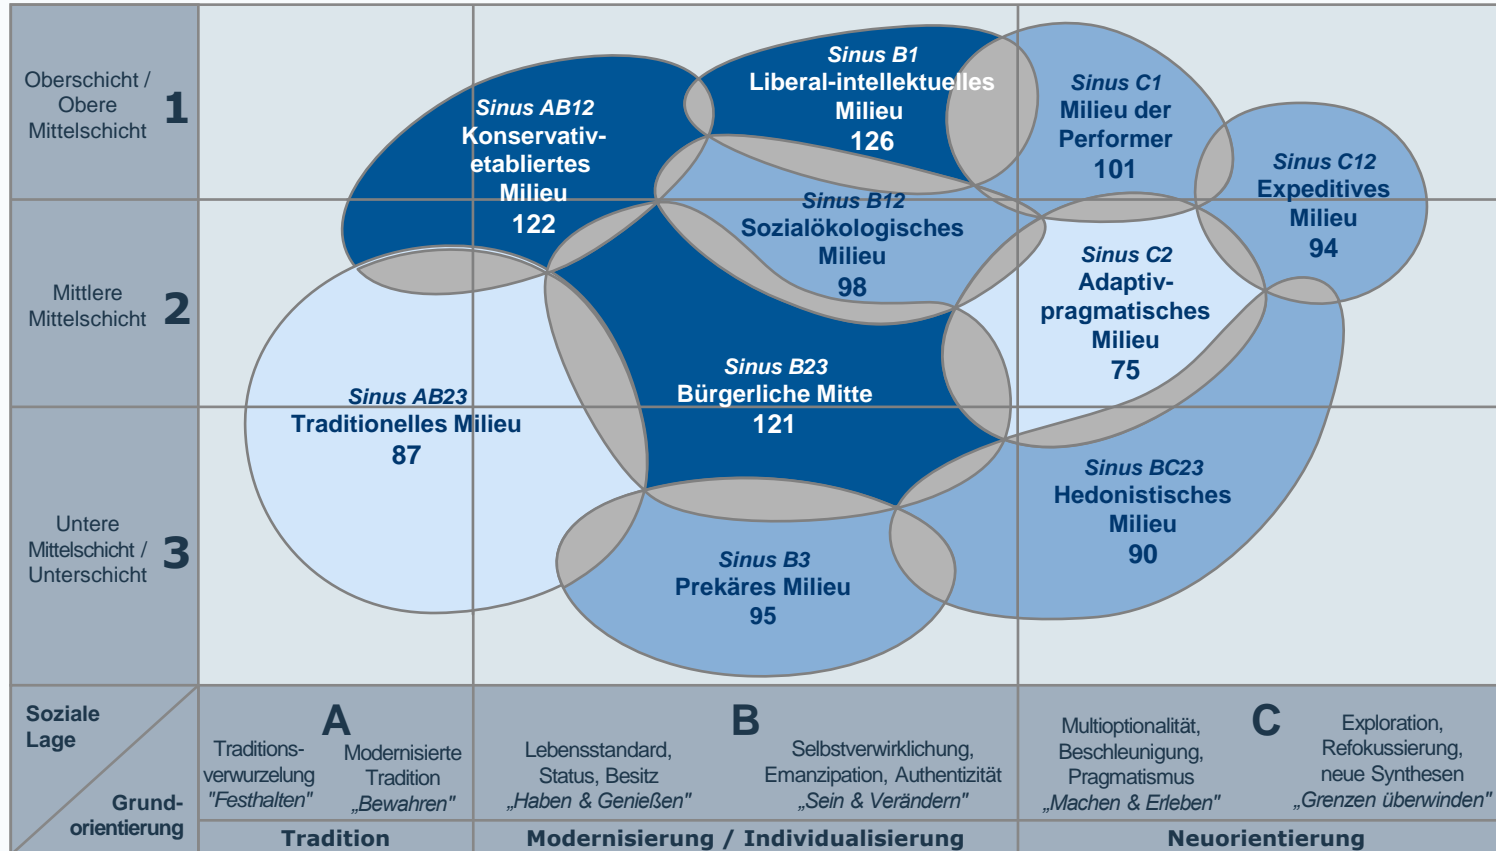 Oberschicht /
Obere
Mittelschicht
1
Mittlere
Mittelschicht
2
Untere
Mittelschicht /
Unterschicht
3
Sinus AB12
Konservativ-
etabliertes
Milieu
122
Sinus B1
Liberal-intellektuelles
Milieu
126
Sinus C1
Milieu der
Performer
101
Sinus C12
Expeditives
Milieu
94
Sinus B12
Sozialökologisches
Milieu
98
Sinus C2
Adaptiv-
pragmatisches
Milieu
75
Sinus AB23
Traditionelles Milieu
87
Sinus B23
Bürgerliche Mitte
121
Sinus BC23
Hedonistisches
Milieu
90
Sinus B3
Prekäres Milieu
95
Soziale
Lage
Grund-
orientierung
A
Traditions-
verwurzelung
"Festhalten"
Modernisierte
Tradition
„Bewahren"
B
Lebensstandard,
Status, Besitz
„Haben & Genießen"
Selbstverwirklichung,
Emanzipation, Authentizität
„Sein & Verändern"
C
Multioptionalität,
Beschleunigung,
Pragmatismus
„Machen & Erleben"
Exploration,
Refokussierung,
neue Synthesen
„Grenzen überwinden"
Tradition
Modernisierung / Individualisierung
Neuorientierung